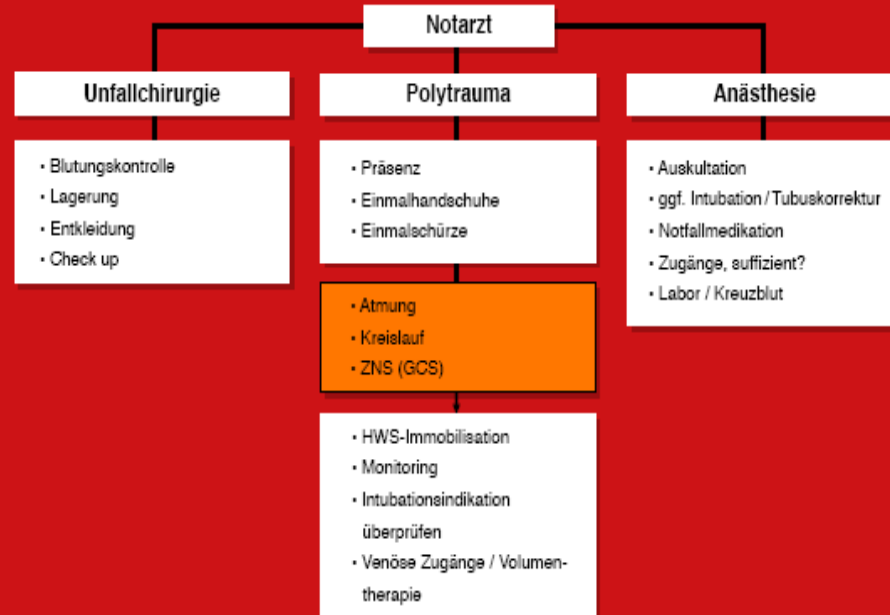 Notarzt
Unfallchirurgie
• Blutungskontrolle
• Lagerung
• Entkleidung
• Check up
Polytrauma
• Präsenz
• Einmalhandschuhe
• Einmalschürze
• Atmung
• Kreislauf
• ZNS (GCS)
• HWS-Immobilisation
• Monitoring
• Intubationsindikation
überprüfen
• Venöse Zugänge / Volumen-
therapie
Anästhesie
• Auskultation
• ggf. Intubation / Tubuskorrektur
• Notfallmedikation
• Zugänge, suffizient?
• Labor / Kreuzblut